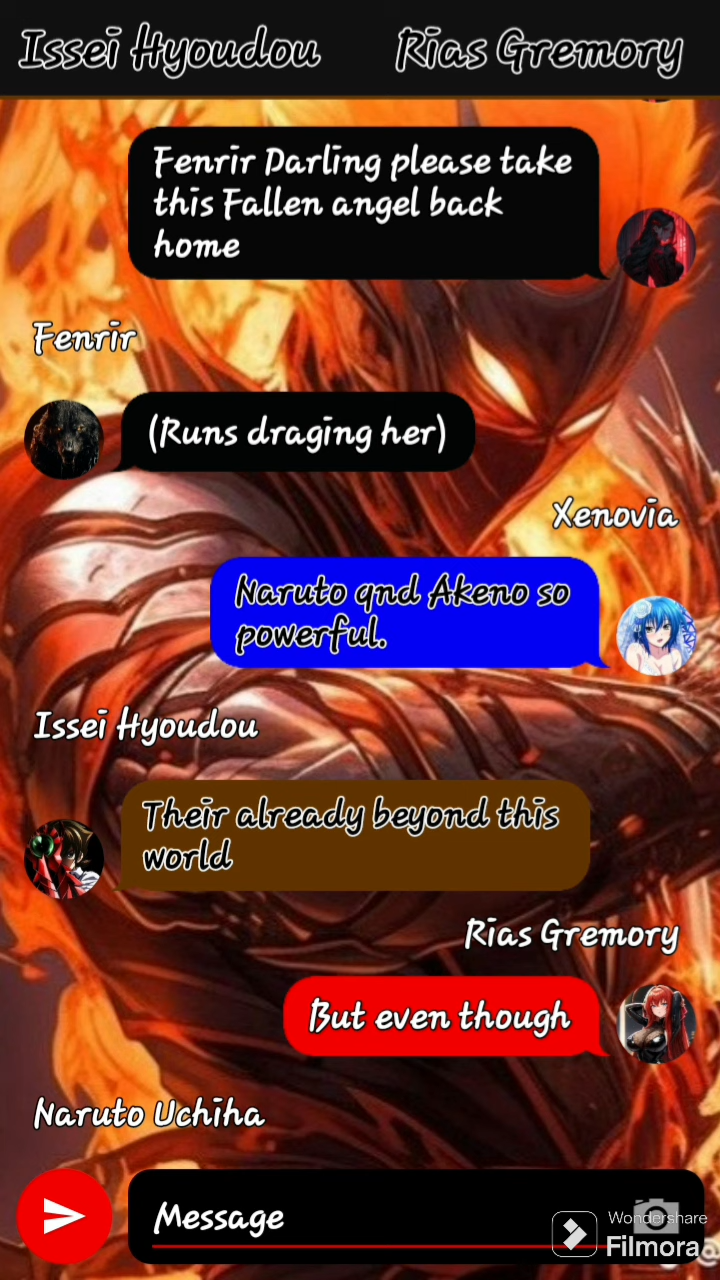 Issei Hyoudou Rias Gremory
Fenrir Darling please take
this Fallen angel back
home
Fenrir
(Runs draging her)
Xenovia
Naruto qnd Akeno so
powerful.
Issei Hyoudou
Their already beyond this
world
Rias Gremory
But even though
Naruto Uchiha
Message
Wondershare
Filmora
@